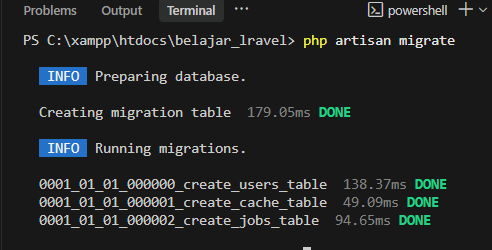 Problems Output Terminal ... powershell
PS C:\xampp\htdocs\belajar_lravel> php artisan migrate
INFO Preparing database.
Creating migration table 179.05ms DONE
INFO Running migrations.
0001_01_01_000000_create_users_table 138.37ms DONE
0001_01_01_000001_create_cache_table 49.09ms DONE
0001_01_01_000002_create_jobs_table 94.65ms DONE